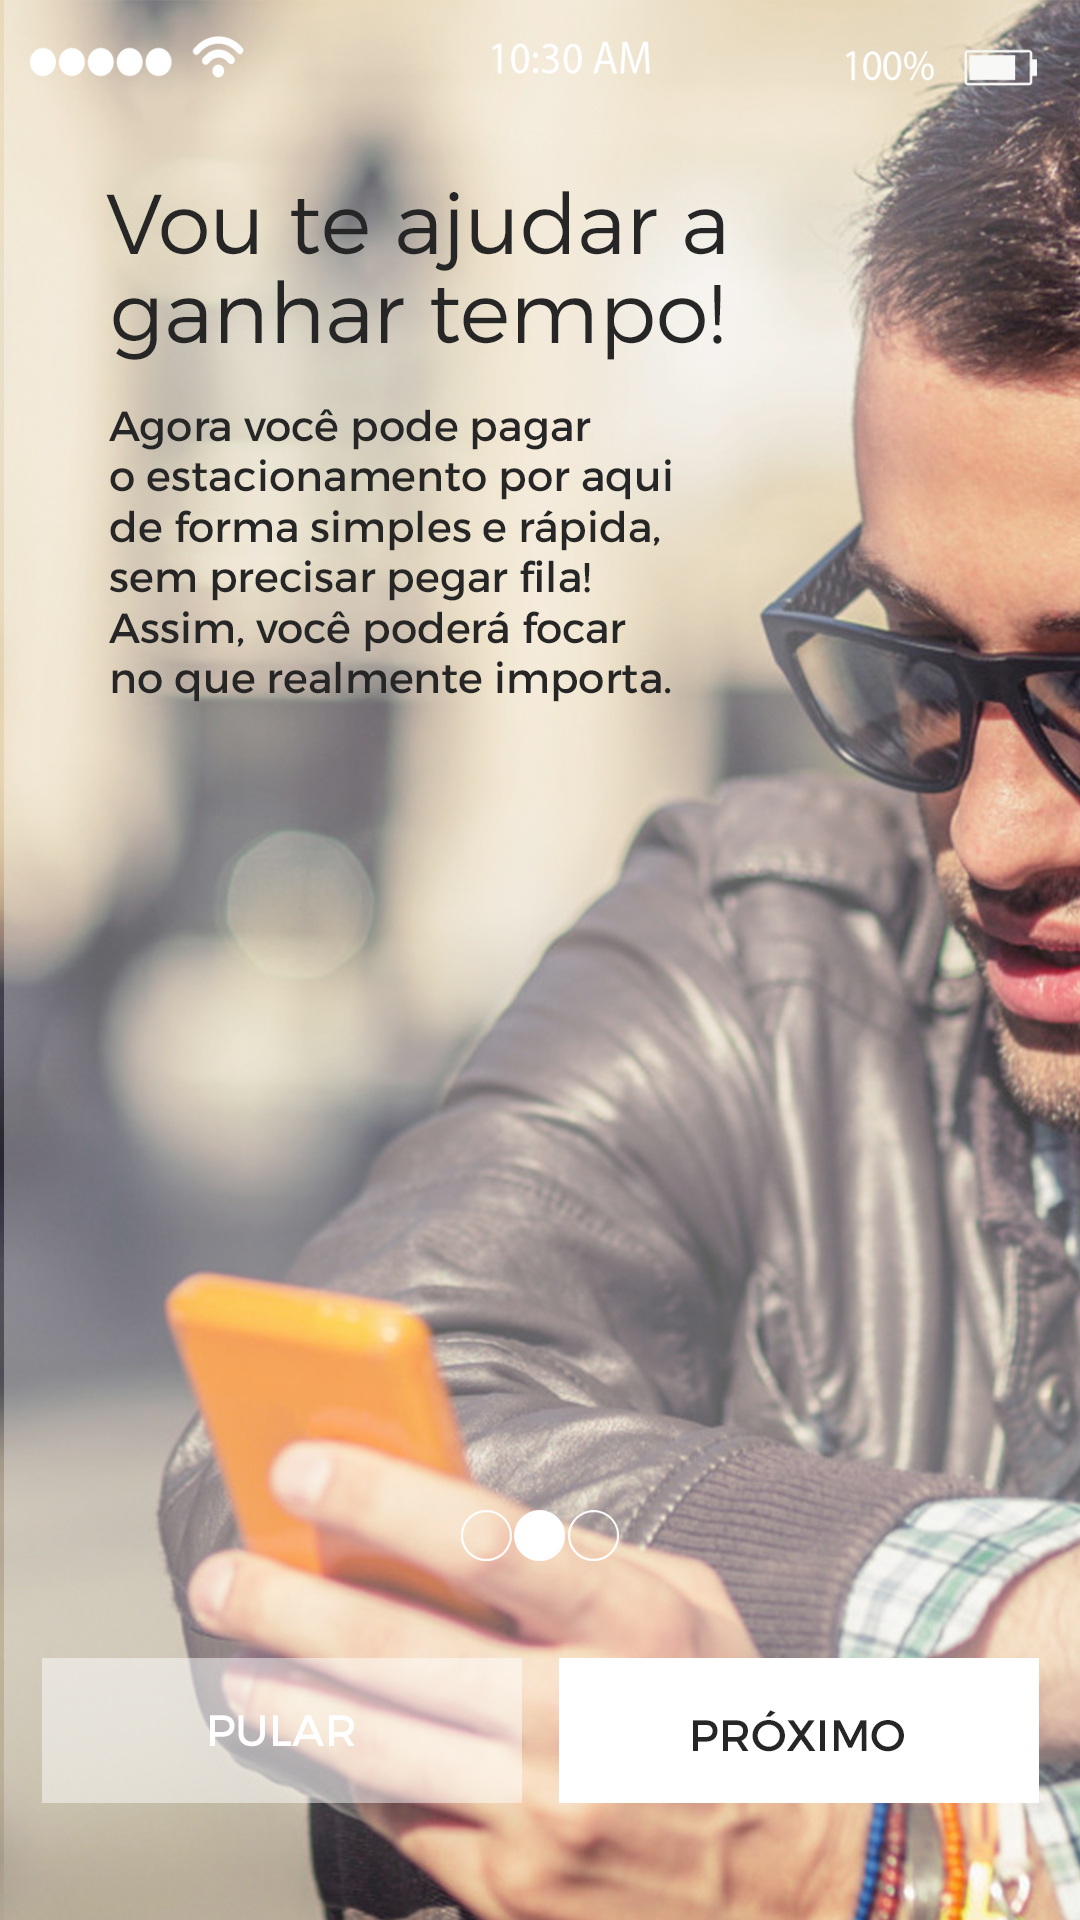 10:30 AM
100%
Vou te ajudar a
ganhar tempo!
Agora você pode pagar
o estacionamento por aqui
de forma simples e rápida,
sem precisar pegar fila!
Assim, você poderá focar
no que realmente importa.
PULAR
PRÓXIMO